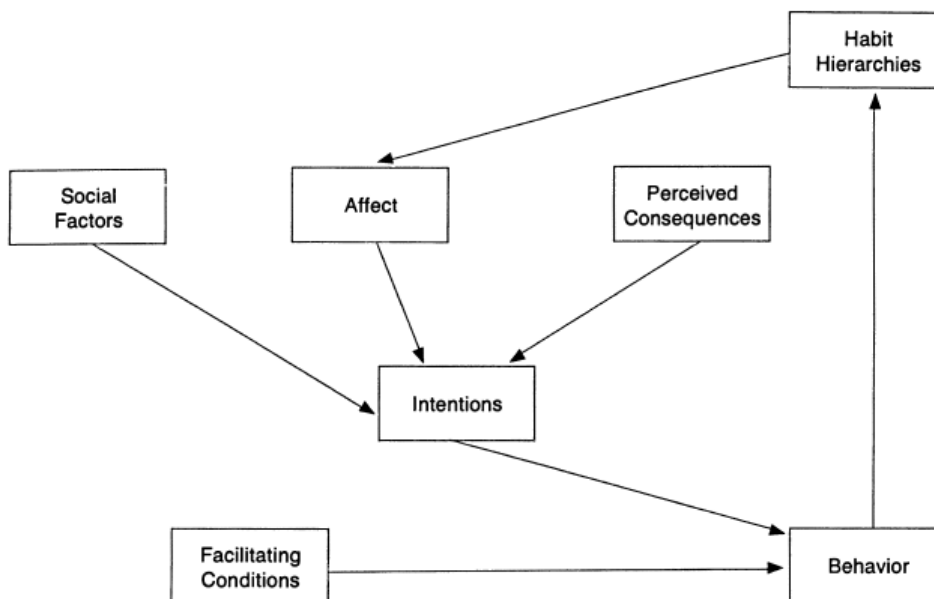 Habit
Hierarchies
Social
Factors
Affect
Perceived
Consequences
Intentions
Facilitating
Conditions
Behavior